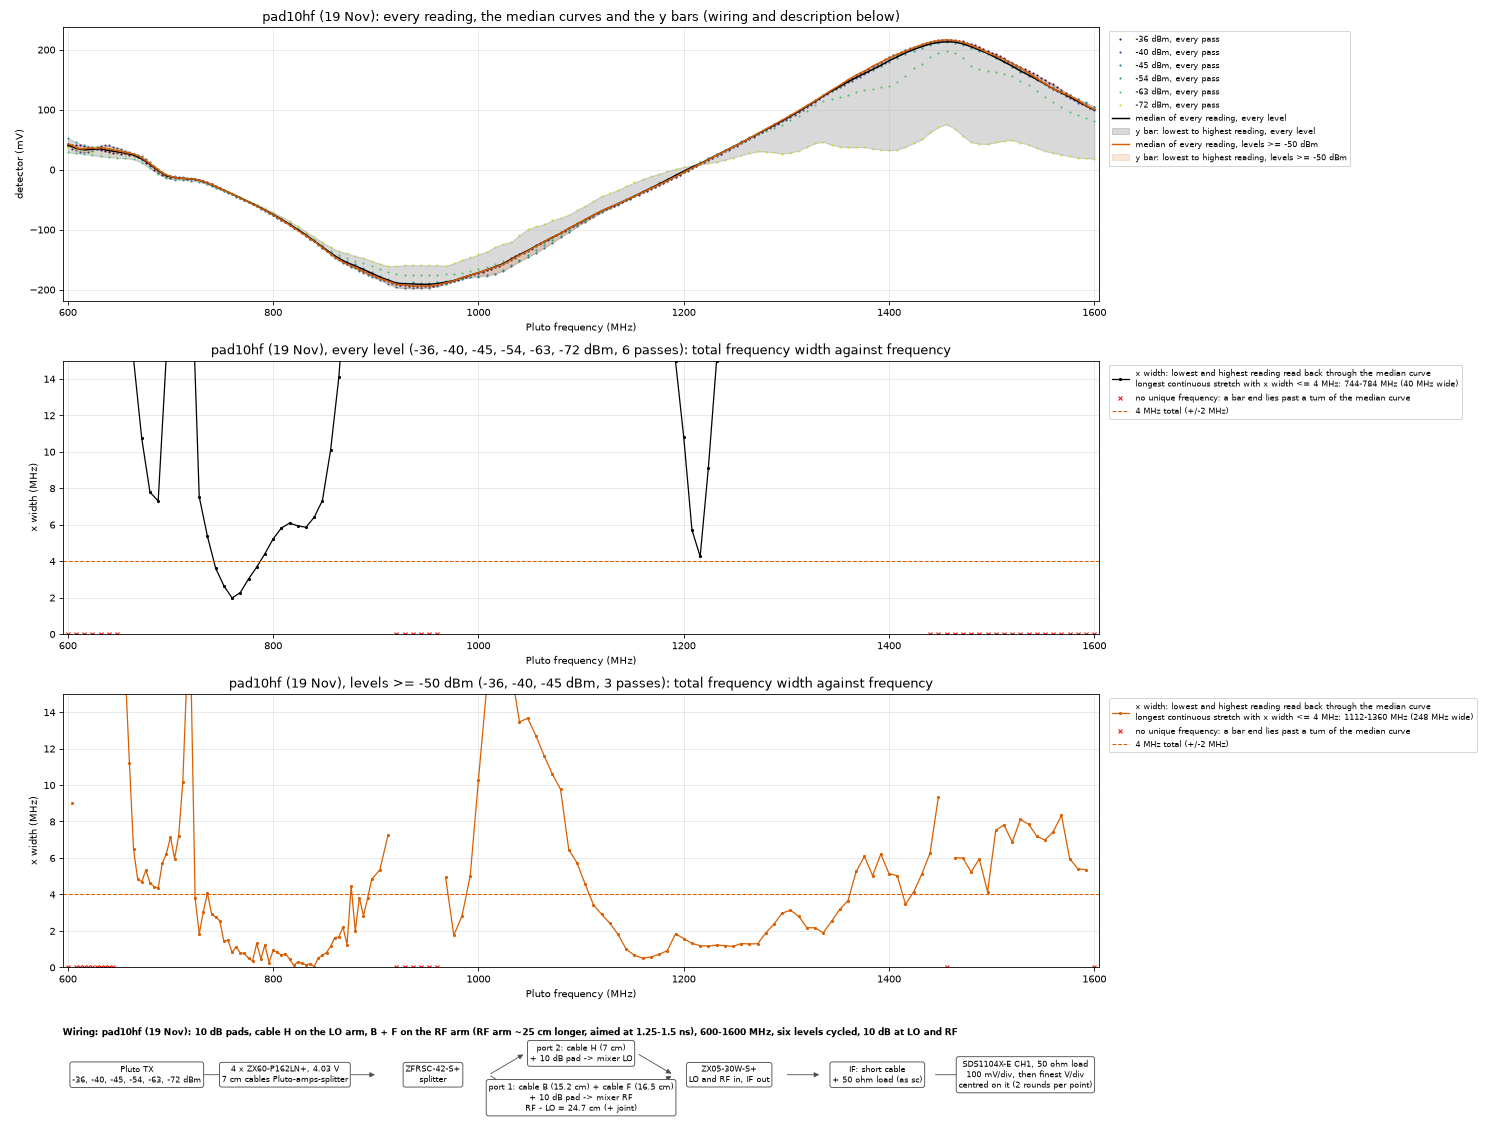 pad10hf (19 Nov): every reading, the median curves and the y bars (wiring and description below)
detector (mV)
200
100
0
−100
−200
600
800
1000
1200
1400
1600
Pluto frequency (MHz)
-36 dBm, every pass
-40 dBm, every pass
-45 dBm, every pass
-54 dBm, every pass
-63 dBm, every pass
-72 dBm, every pass
median of every reading, every level
y bar: lowest to highest reading, every level
median of every reading, levels >= -50 dBm
y bar: lowest to highest reading, levels >= -50 dBm
pad10hf (19 Nov), every level (-36, -40, -45, -54, -63, -72 dBm, 6 passes): total frequency width against frequency
x width (MHz)
14
12
10
8
6
4
2
0
600
800
1000
1200
1400
1600
Pluto frequency (MHz)
x width: lowest and highest reading read back through the median curve
longest continuous stretch with x width <= 4 MHz: 744-784 MHz (40 MHz wide)
no unique frequency: a bar end lies past a turn of the median curve
4 MHz total (+/-2 MHz)
pad10hf (19 Nov), levels >= -50 dBm (-36, -40, -45 dBm, 3 passes): total frequency width against frequency
x width (MHz)
14
12
10
8
6
4
2
0
600
800
1000
1200
1400
1600
Pluto frequency (MHz)
x width: lowest and highest reading read back through the median curve
longest continuous stretch with x width <= 4 MHz: 1112-1360 MHz (248 MHz wide)
no unique frequency: a bar end lies past a turn of the median curve
4 MHz total (+/-2 MHz)
Wiring: pad10hf (19 Nov): 10 dB pads, cable H on the LO arm, B + F on the RF arm (RF arm ~25 cm longer, aimed at 1.25-1.5 ns), 600-1600 MHz, six levels cycled, 10 dB at LO and RF
Pluto TX
-36, -40, -45, -54, -63, -72 dBm
4 x ZX60-P162LN+, 4.03 V
7 cm cables Pluto-amps-splitter
ZFRSC-42-S+
splitter
port 2: cable H (7 cm)
+ 10 dB pad -> mixer LO
port 1: cable B (15.2 cm) + cable F (16.5 cm)
+ 10 dB pad -> mixer RF
RF - LO = 24.7 cm (+ joint)
ZX05-30W-S+
LO and RF in, IF out
IF: short cable
+ 50 ohm load (as sc)
SDS1104X-E CH1, 50 ohm load
100 mV/div, then finest V/div
centred on it (2 rounds per point)